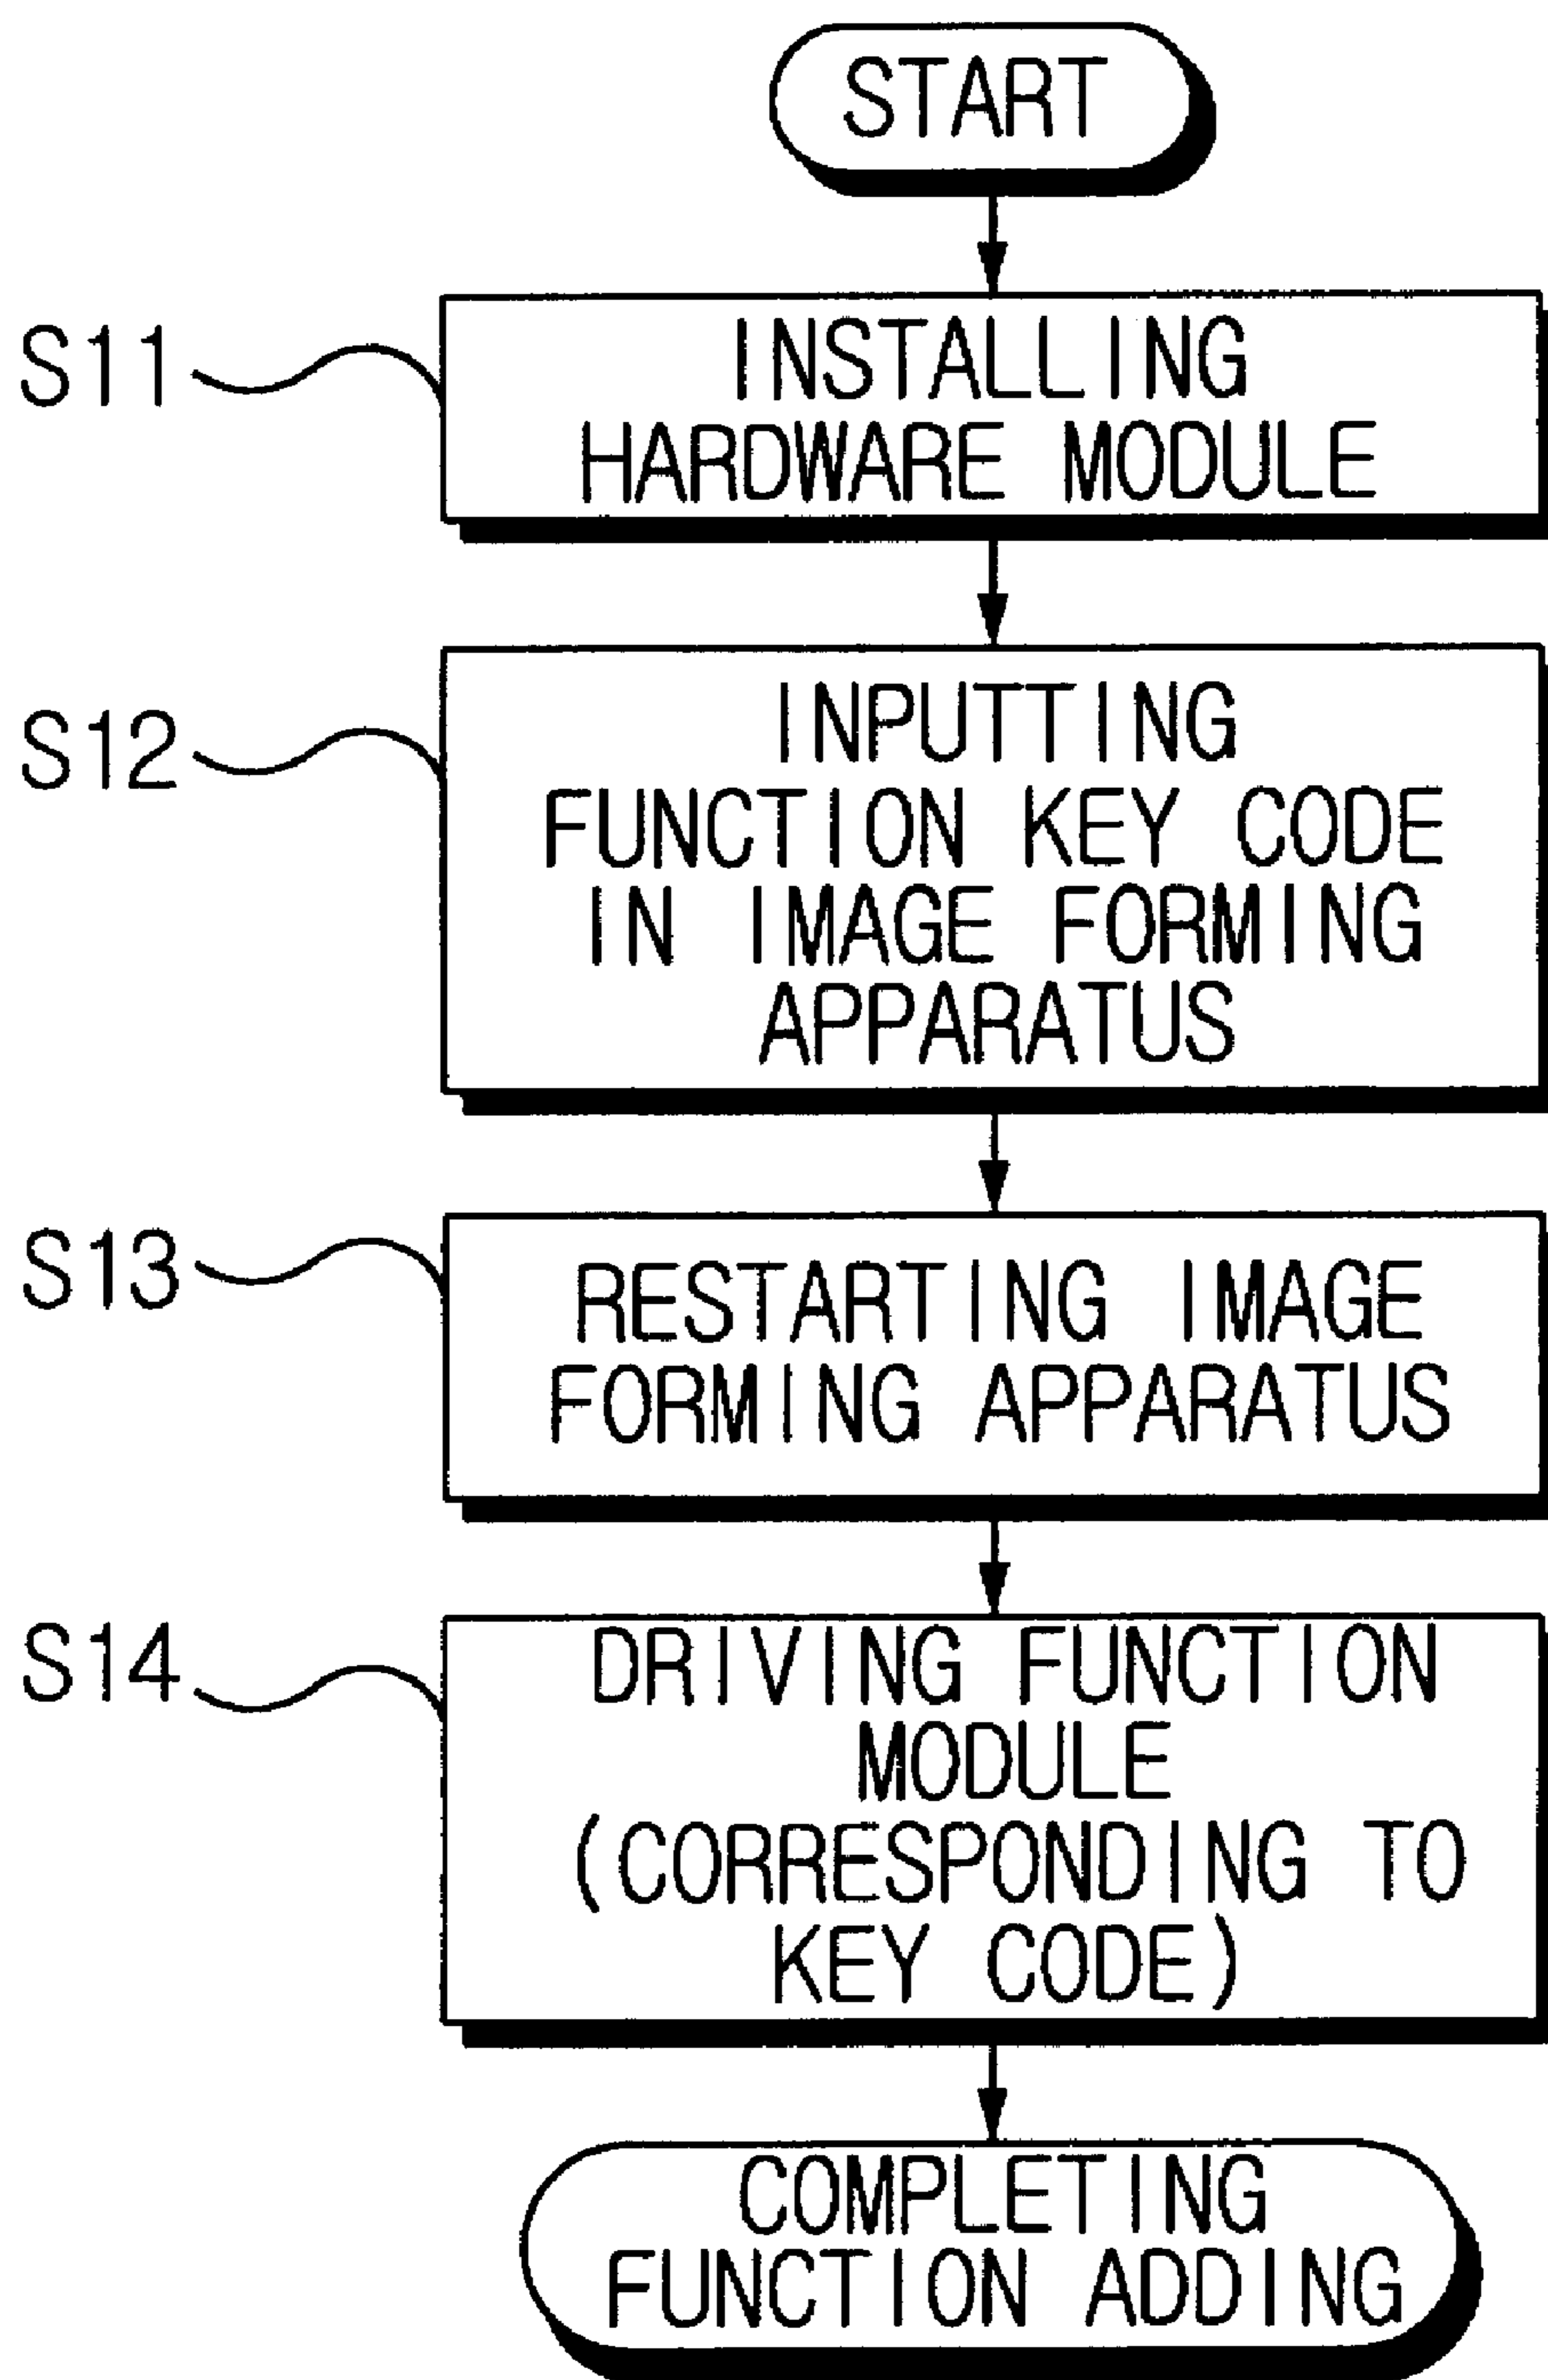 START
S11
INSTALLING
HARDWARE MODULE
S12
INPUTTING
FUNCTION KEY CODE
IN IMAGE FORMING
APPARATUS
S13
RESTARTING IMAGE
FORMING APPARATUS
S14
DRIVING FUNCTION
MODULE
(CORRESPONDING TO
KEY CODE)
COMPLETING
FUNCTION ADDING